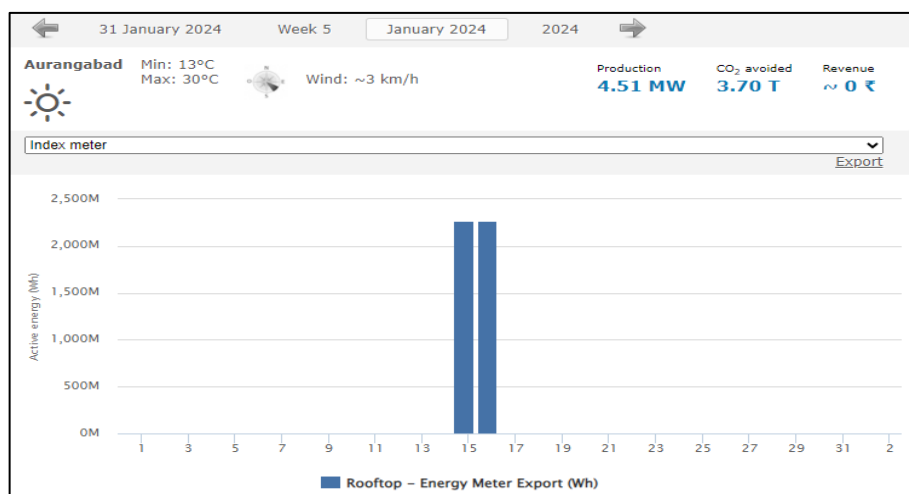 31 January 2024 Week 5 January 2024 2024
Aurangabad
Min: 13°C
Max: 30°C
Wind: ~3 km/h
Production
4.51 MW
CO2 avoided
3.70 T
Revenue
~ 0 ₹
Index meter
Export
2,500M
2,000M
1,500M
1,000M
500M
0M
Active energy (Wh)
1 3 5 7 9 11 13 15 17 19 21 23 25 27 29 31 2
Rooftop – Energy Meter Export (Wh)